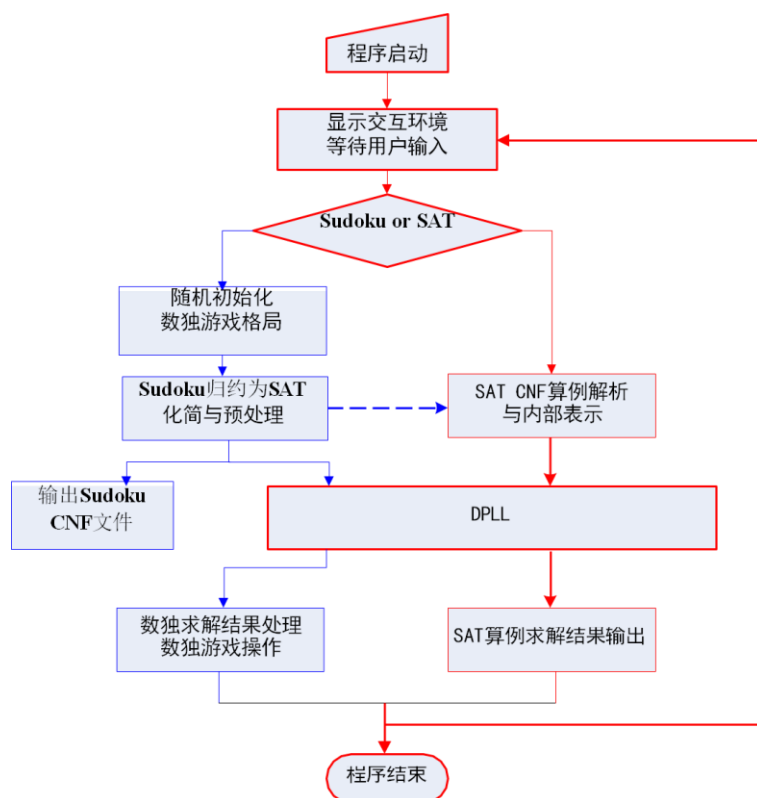 程序启动
显示交互环境
等待用户输入
Sudoku or SAT
随机初始化
数独游戏格局
Sudoku归约为SAT
化简与预处理
SAT CNF算例解析
与内部表示
输出Sudoku
CNF文件
DPLL
数独求解结果处理
数独游戏操作
SAT算例求解结果输出
程序结束